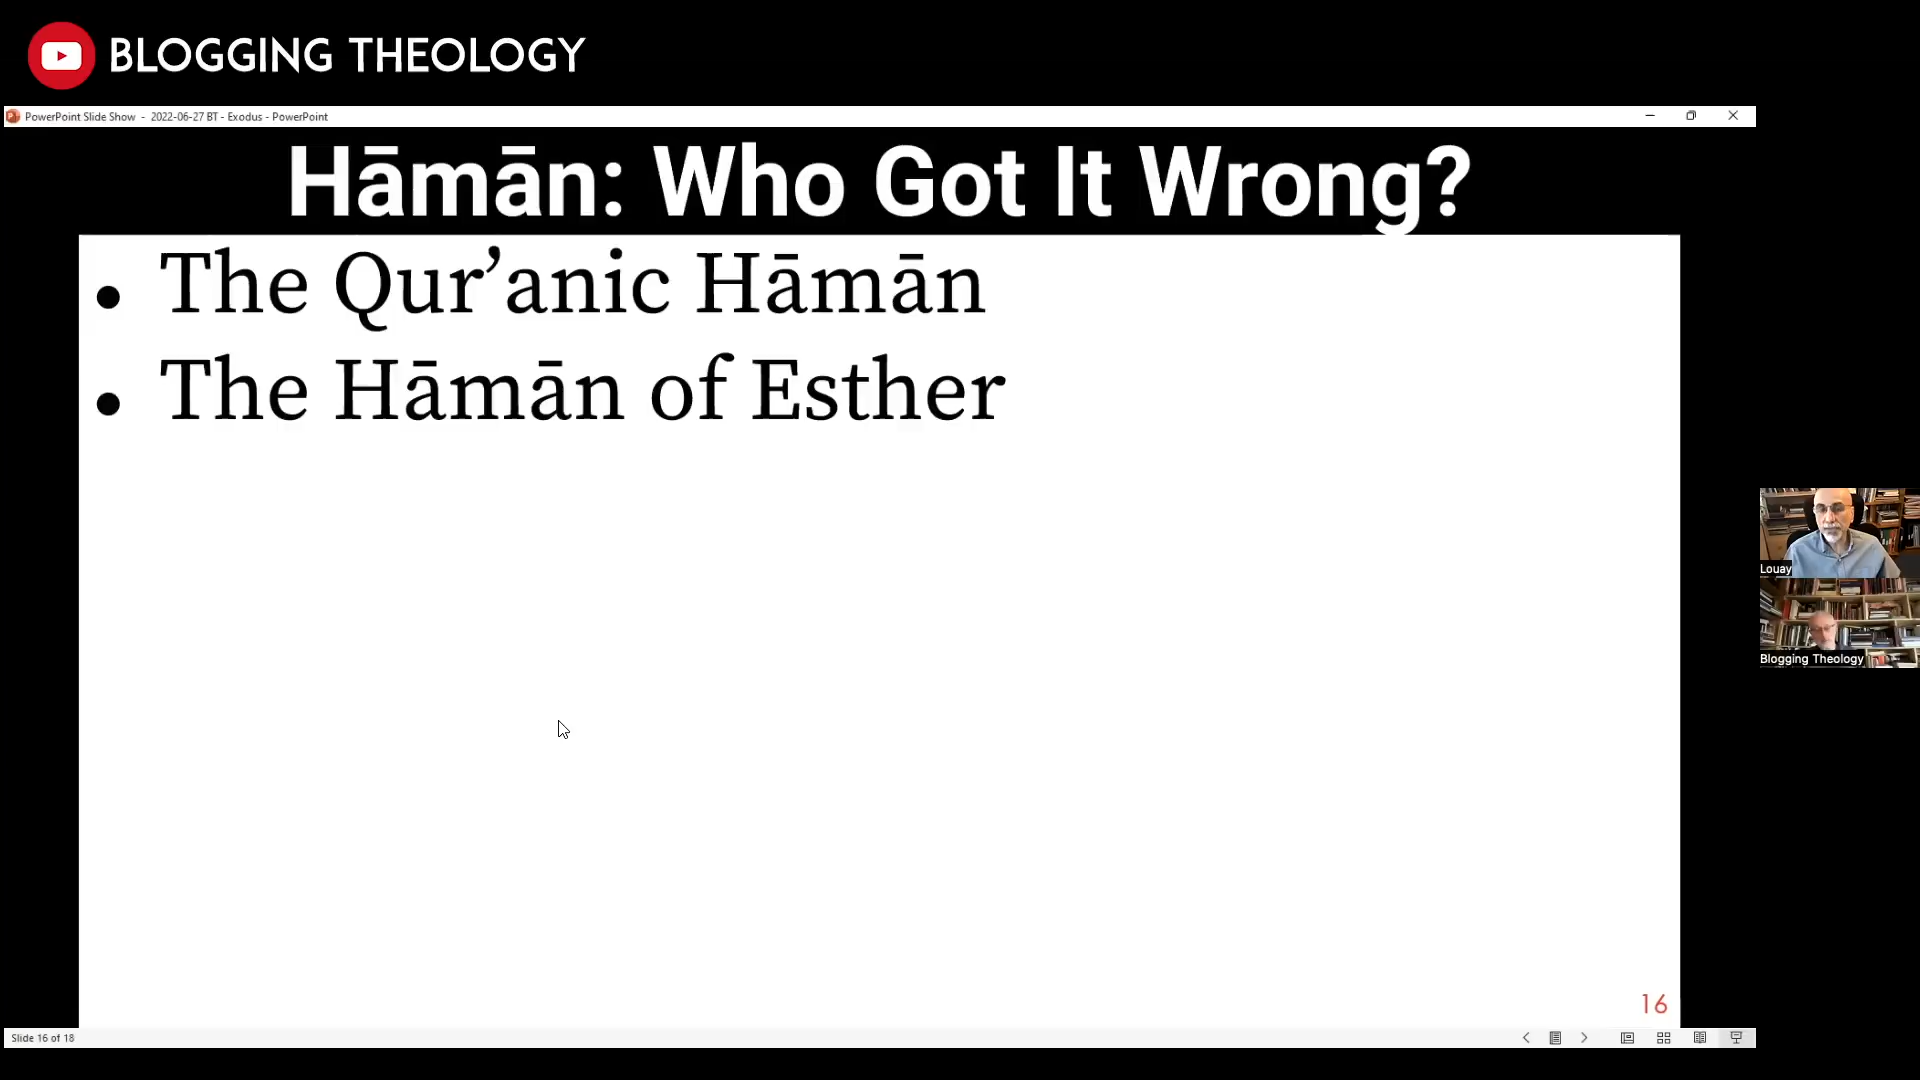 BLOGGING THEOLOGY
PowerPoint Slide Show - 2022-06-27 BT - Exodus - PowerPoint
Hāmān: Who Got It Wrong?
• The Qur’anic Hāmān
• The Hāmān of Esther
Louay
Blogging Theology
16
Slide 16 of 18